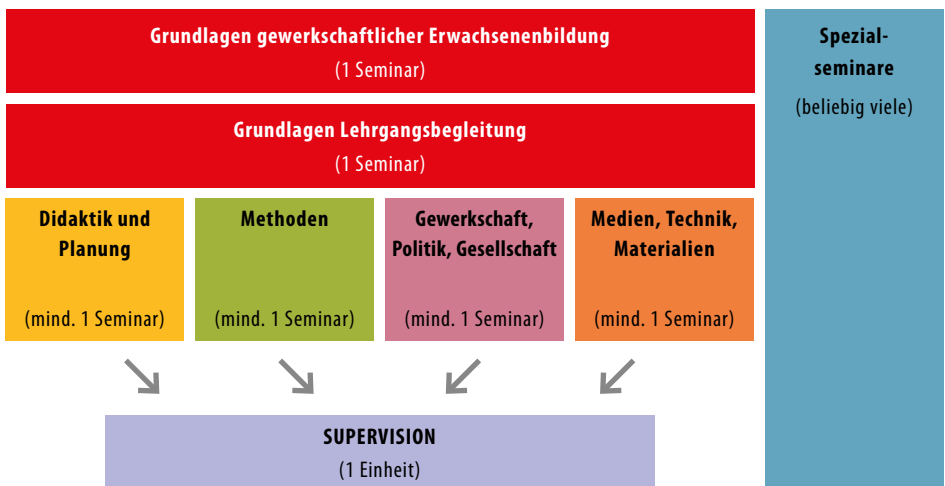 Grundlagen gewerkschaftlicher Erwachsenenbildung
(1 Seminar)
Grundlagen Lehrgangsbegleitung
(1 Seminar)
Didaktik und
Planung
(mind. 1 Seminar)
Methoden
(mind. 1 Seminar)
Gewerkschaft,
Politik, Gesellschaft
(mind. 1 Seminar)
Medien, Technik,
Materialien
(mind. 1 Seminar)
SUPERVISION
(1 Einheit)
Spezial-
seminare
(beliebig viele)